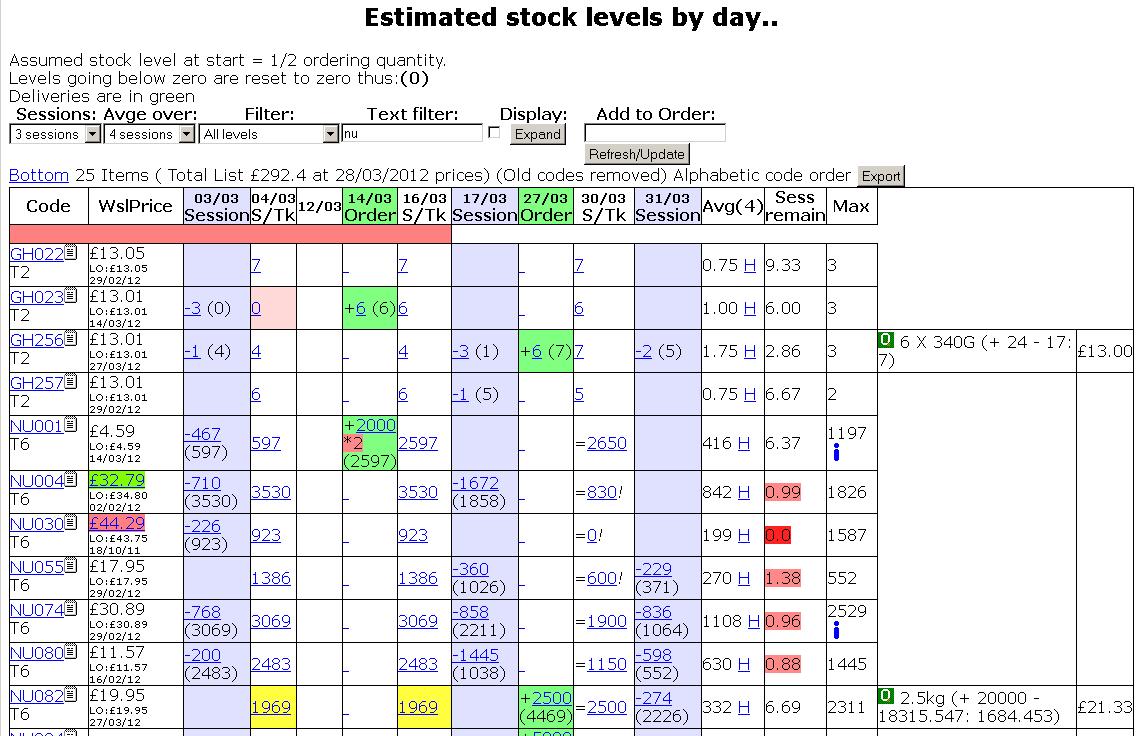 Estimated stock levels by day..
Assumed stock level at start = 1/2 ordering quantity.
Levels going below zero are reset to zero thus:(0)
Deliveries are in green
Sessions: Avge over: Filter: Text filter: Display: Add to Order:
3 sessions 4 sessions All levels nu Expand
Refresh/Update
Bottom 25 Items ( Total List £292.4 at 28/03/2012 prices) (Old codes removed) Alphabetic code order Export
Code WslPrice 03/03 Session 04/03 S/Tk 12/03 14/03 Order 16/03 S/Tk 17/03 Session 27/03 Order 30/03 S/Tk 31/03 Session Avg(4) Sess remain Max
GH022 £13.05 7 _ 7 _ 7 0.75 H 9.33 3
T2 LO:£13.05
29/02/12
GH023 £13.01 -3 (0) 0 +6 (6) 6 _ 6 1.00 H 6.00 3
T2 LO:£13.01
14/03/12
GH256 £13.01 -1 (4) 4 _ 4 -3 (1) +6 (7) 7 -2 (5) 1.75 H 2.86 3 O 6 X 340G (+ 24 - 17: £13.00
T2 LO:£13.01 7)
27/03/12
GH257 £13.01 6 _ 6 -1 (5) _ 5 0.75 H 6.67 2
T2 LO:£13.01
29/02/12
NU001 £4.59 -467 597 +2000 2597 _ =2650 416 H 6.37 1197
T6 LO:£4.59 (597) *2 i
14/03/12 (2597)
NU004 £32.79 -710 3530 _ 3530 -1672 _ =830! 842 H 0.99 1826
T6 LO:£34.80 (3530) (1858)
02/02/12
NU030 £44.29 -226 923 _ 923 _ =0! 199 H 0.0 1587
T6 LO:£43.75 (923)
18/10/11
NU055 £17.95 1386 _ 1386 -360 _ =600! -229 270 H 1.38 552
T6 LO:£17.95 (1026) (371)
29/02/12
NU074 £30.89 -768 3069 _ 3069 -858 _ =1900 -836 1108 H 0.96 2529
T6 LO:£30.89 (3069) (2211) (1064) i
29/02/12
NU080 £11.57 -200 2483 _ 2483 -1445 _ =1150 -598 630 H 0.88 1445
T6 LO:£11.57 (2483) (1038) (552)
16/02/12
NU082 £19.95 1969 _ 1969 +2500 =2500 -274 332 H 6.69 2311 O 2.5kg (+ 20000 - £21.33
T6 LO:£19.95 (4469) (2226) 18315.547: 1684.453)
27/03/12